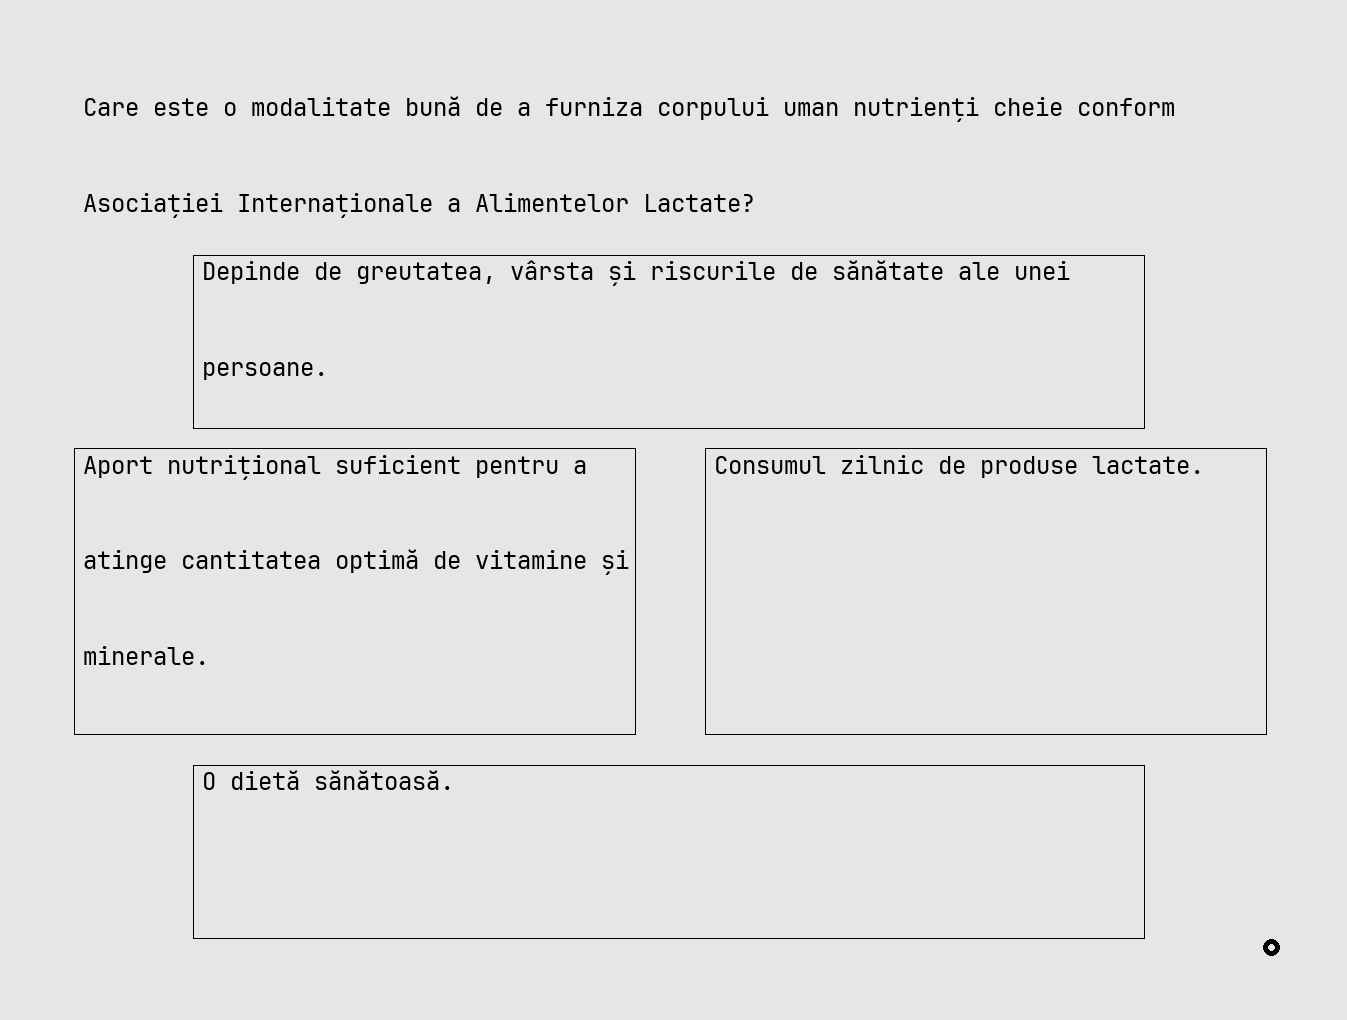 Care este o modalitate bună de a furniza corpului uman nutrienți cheie conform
Asociației Internaționale a Alimentelor Lactate?
Depinde de greutatea, vârsta și riscurile de sănătate ale unei
persoane.
Aport nutrițional suficient pentru a
atinge cantitatea optimă de vitamine și
minerale.
Consumul zilnic de produse lactate.
O dietă sănătoasă.